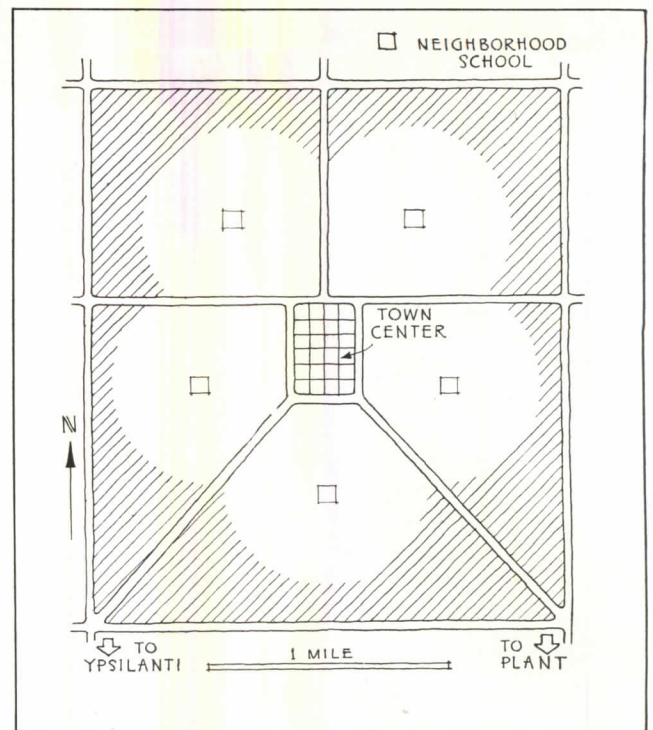 NEIGHBORHOOD
SCHOOL
TOWN
CENTER
N
TO
YPSILANTI
1 MILE
TO
PLANT